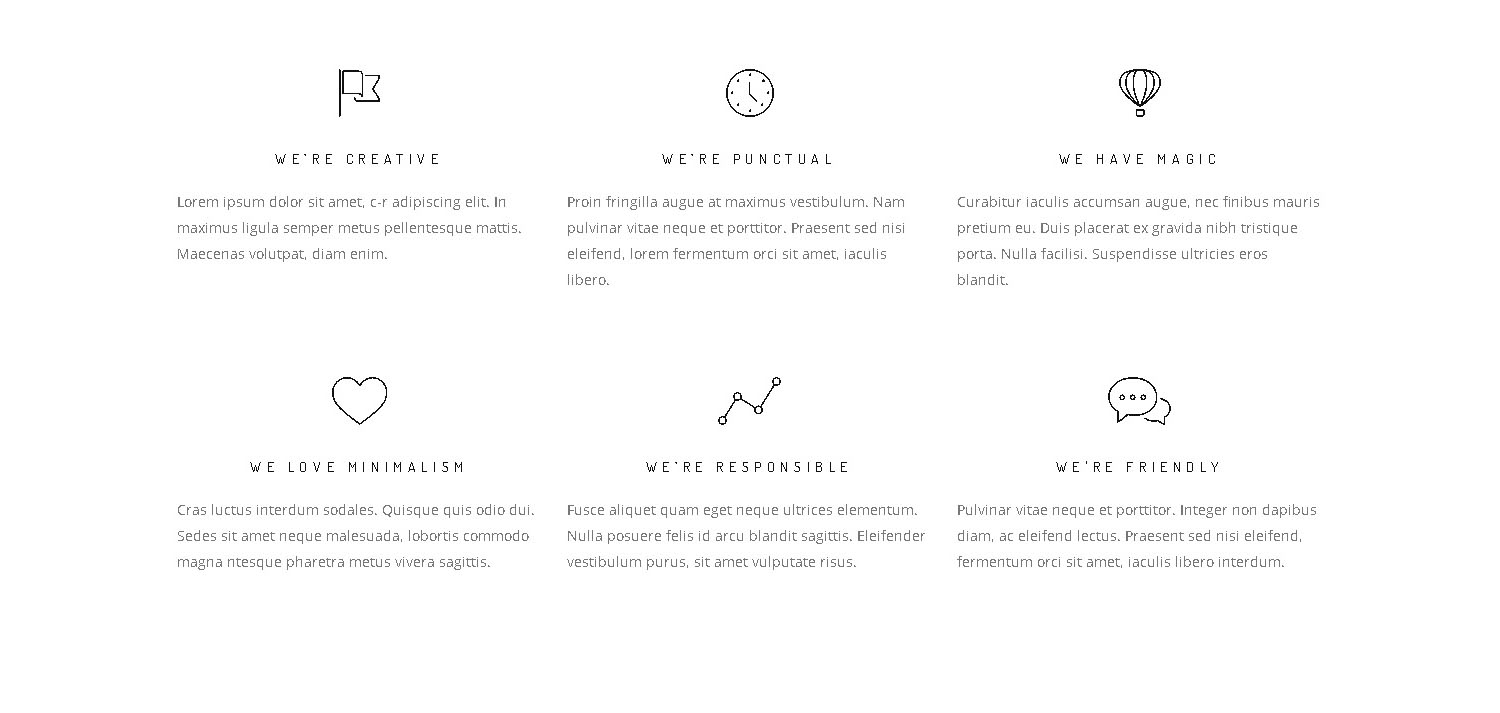 WE'RE CREATIVE
Lorem ipsum dolor sit amet, c-r adipiscing elit. In
maximus ligula semper metus pellentesque mattis.
Maecenas volutpat, diam enim.
WE'RE PUNCTUAL
Proin fringilla augue at maximus vestibulum. Nam
pulvinar vitae neque et porttitor. Praesent sed nisi
eleifend, lorem fermentum orci sit amet, iaculis
libero.
WE HAVE MAGIC
Curabitur iaculis accumsan augue, nec finibus mauris
pretium eu. Duis placerat ex gravida nibh tristique
porta. Nulla facilisi. Suspendisse ultricies eros
blandit.
WE LOVE MINIMALISM
Cras luctus interdum sodales. Quisque quis odio dui.
Sedes sit amet neque malesuada, lobortis commodo
magna ntesque pharetra metus vivera sagittis.
WE'RE RESPONSIBLE
Fusce aliquet quam eget neque ultrices elementum.
Nulla posuere felis id arcu blandit sagittis. Eleifender
vestibulum purus, sit amet vulputate risus.
WE'RE FRIENDLY
Pulvinar vitae neque et porttitor. Integer non dapibus
diam, ac eleifend lectus. Praesent sed nisi eleifend,
fermentum orci sit amet, iaculis libero interdum.